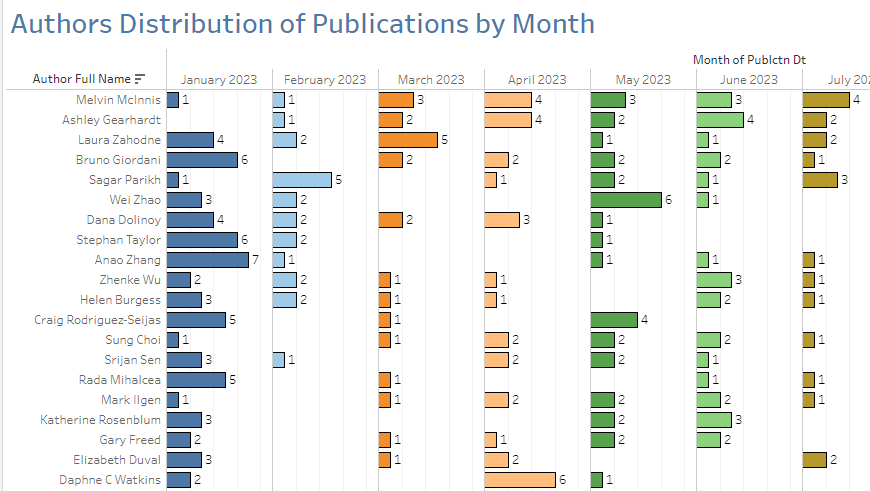 Authors Distribution of Publications by Month
Month of Publctn Dt
Author Full Name January 2023 February 2023 March 2023 April 2023 May 2023 June 2023 July 202
Melvin McInnis 1 1 3 4 3 3 4
Ashley Gearhardt 1 2 4 2 4 2
Laura Zahodne 4 2 5 1 1 2
Bruno Giordani 6 2 2 2 2 1
Sagar Parikh 1 5 1 2 1 3
Wei Zhao 3 2 6 1
Dana Dolinoy 4 2 2 3 1
Stephan Taylor 6 2 1
Anao Zhang 7 1 1 1 1
Zhenke Wu 2 2 1 1 3 1
Helen Burgess 3 2 1 1 2 1
Craig Rodriguez-Seijas 5 1 4
Sung Choi 1 1 2 2 2 1
Srijan Sen 3 1 2 2 1
Rada Mihalcea 5 1 1 1
Mark Ilgen 1 1 2 2 2 1
Katherine Rosenblum 3 2 3
Gary Freed 2 1 1 2 2
Elizabeth Duval 3 1 2 2
Daphne C Watkins 2 6 1